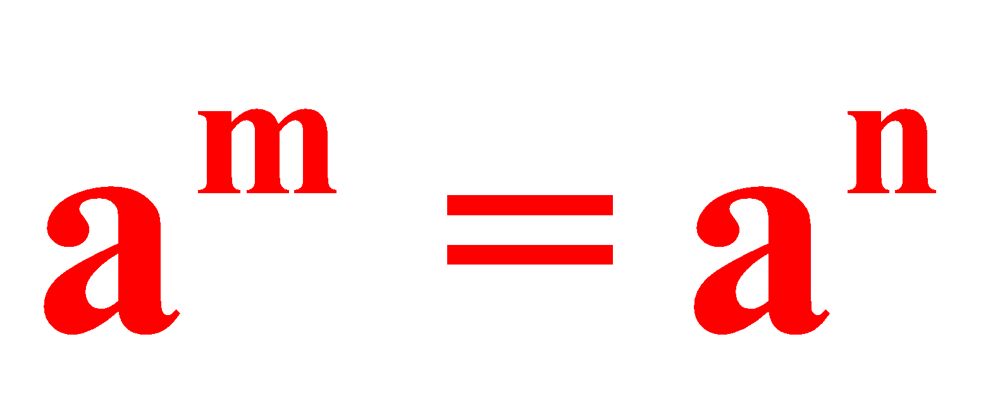 a^m = a^n